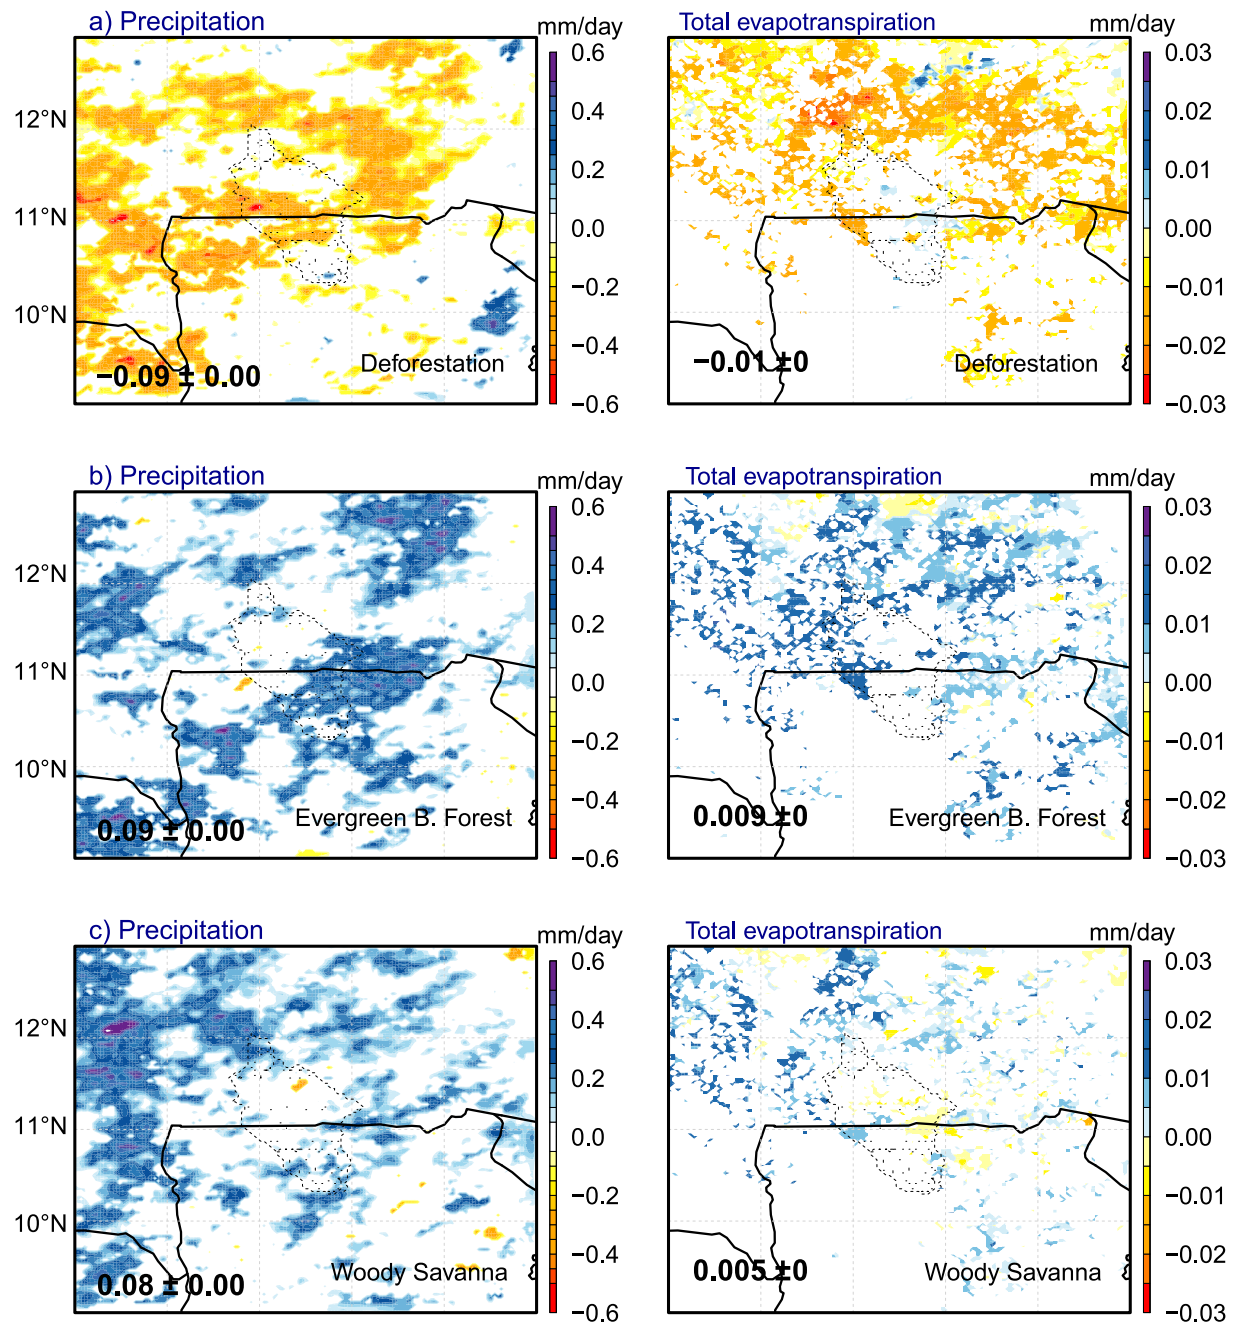 a) Precipitation
mm/day
Total evapotranspiration
mm/day
12°N
11°N
10°N
0.6
0.4
0.2
0.0
−0.2
−0.4
−0.6
0.03
0.02
0.01
0.00
−0.01
−0.02
−0.03
Deforestation
−0.09 ± 0.00
Deforestation
−0.01 ±0
b) Precipitation
mm/day
Total evapotranspiration
mm/day
12°N
11°N
10°N
0.6
0.4
0.2
0.0
−0.2
−0.4
−0.6
0.03
0.02
0.01
0.00
−0.01
−0.02
−0.03
Evergreen B. Forest
0.09 ± 0.00
Evergreen B. Forest
0.009 ±0
c) Precipitation
mm/day
Total evapotranspiration
mm/day
12°N
11°N
10°N
0.6
0.4
0.2
0.0
−0.2
−0.4
−0.6
0.03
0.02
0.01
0.00
−0.01
−0.02
−0.03
Woody Savanna
0.08 ± 0.00
Woody Savanna
0.005 ±0